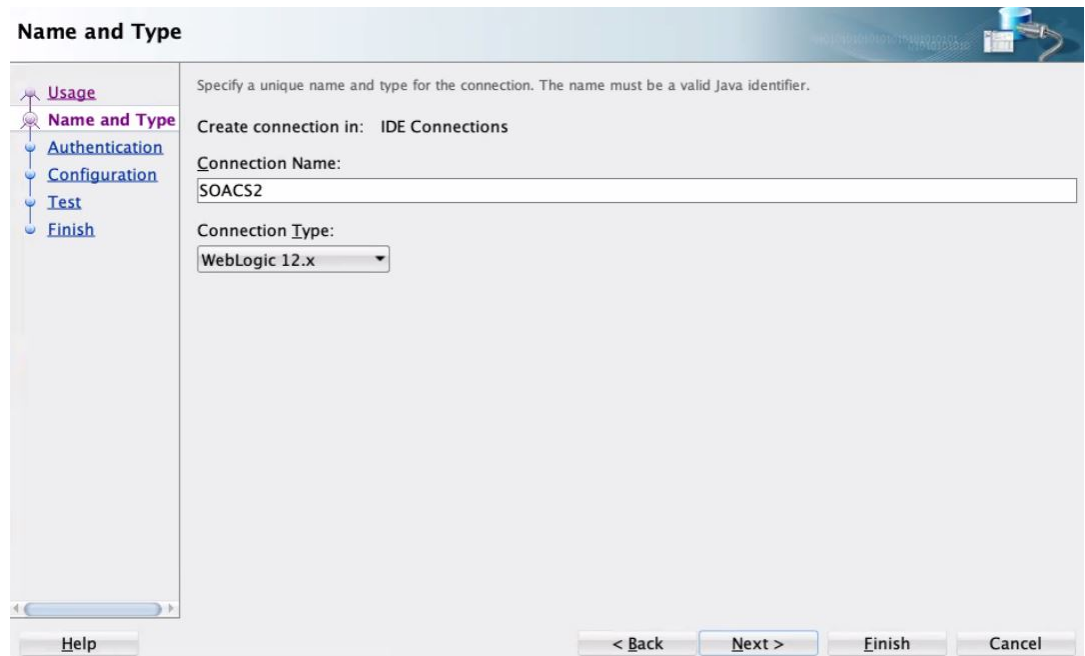 Name and Type
Usage
Name and Type
Authentication
Configuration
Test
Finish
Specify a unique name and type for the connection. The name must be a valid Java identifier.
Create connection in: IDE Connections
Connection Name:
SOACS2
Connection Type:
WebLogic 12.x
Help
< Back
Next >
Finish
Cancel